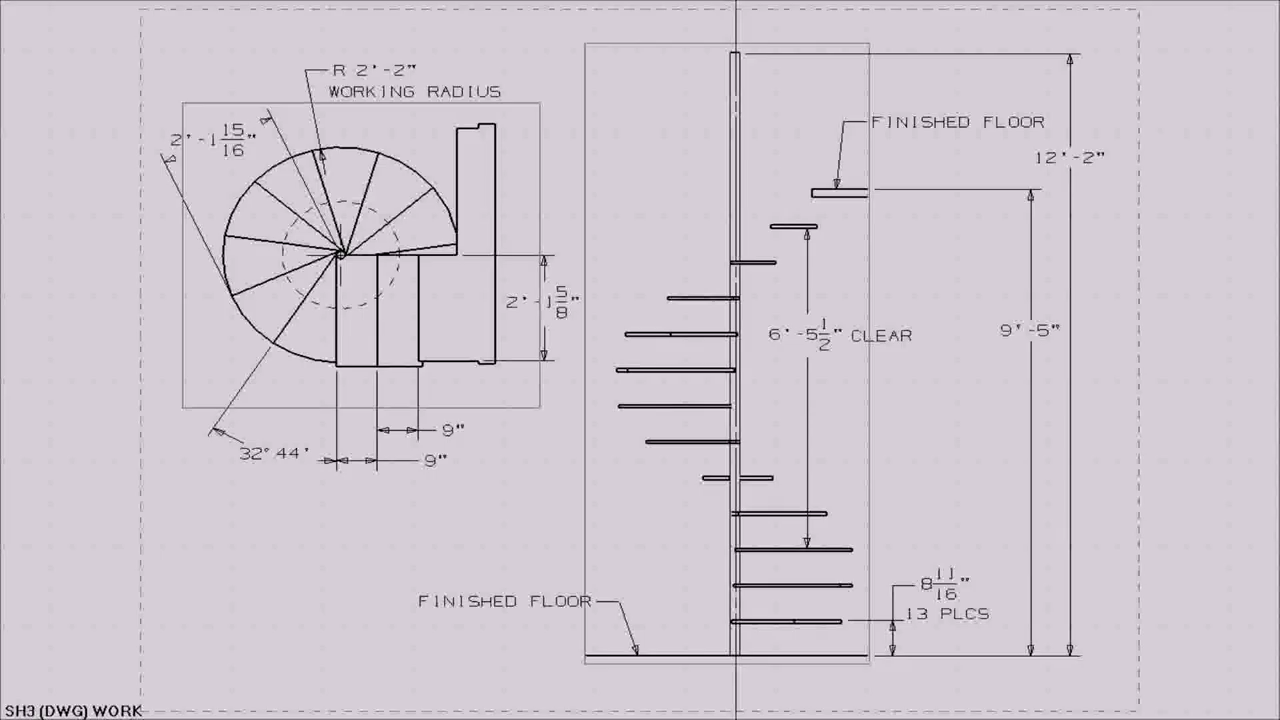 R 2'-2"
WORKING RADIUS
2'-1 15/16"
FINISHED FLOOR
12'-2"
2'-1 5/8"
6'-5 1/2" CLEAR
9'-5"
9"
32°44'
9"
8 11/16"
13 PLCS
FINISHED FLOOR
SH3 (DWG) WORK